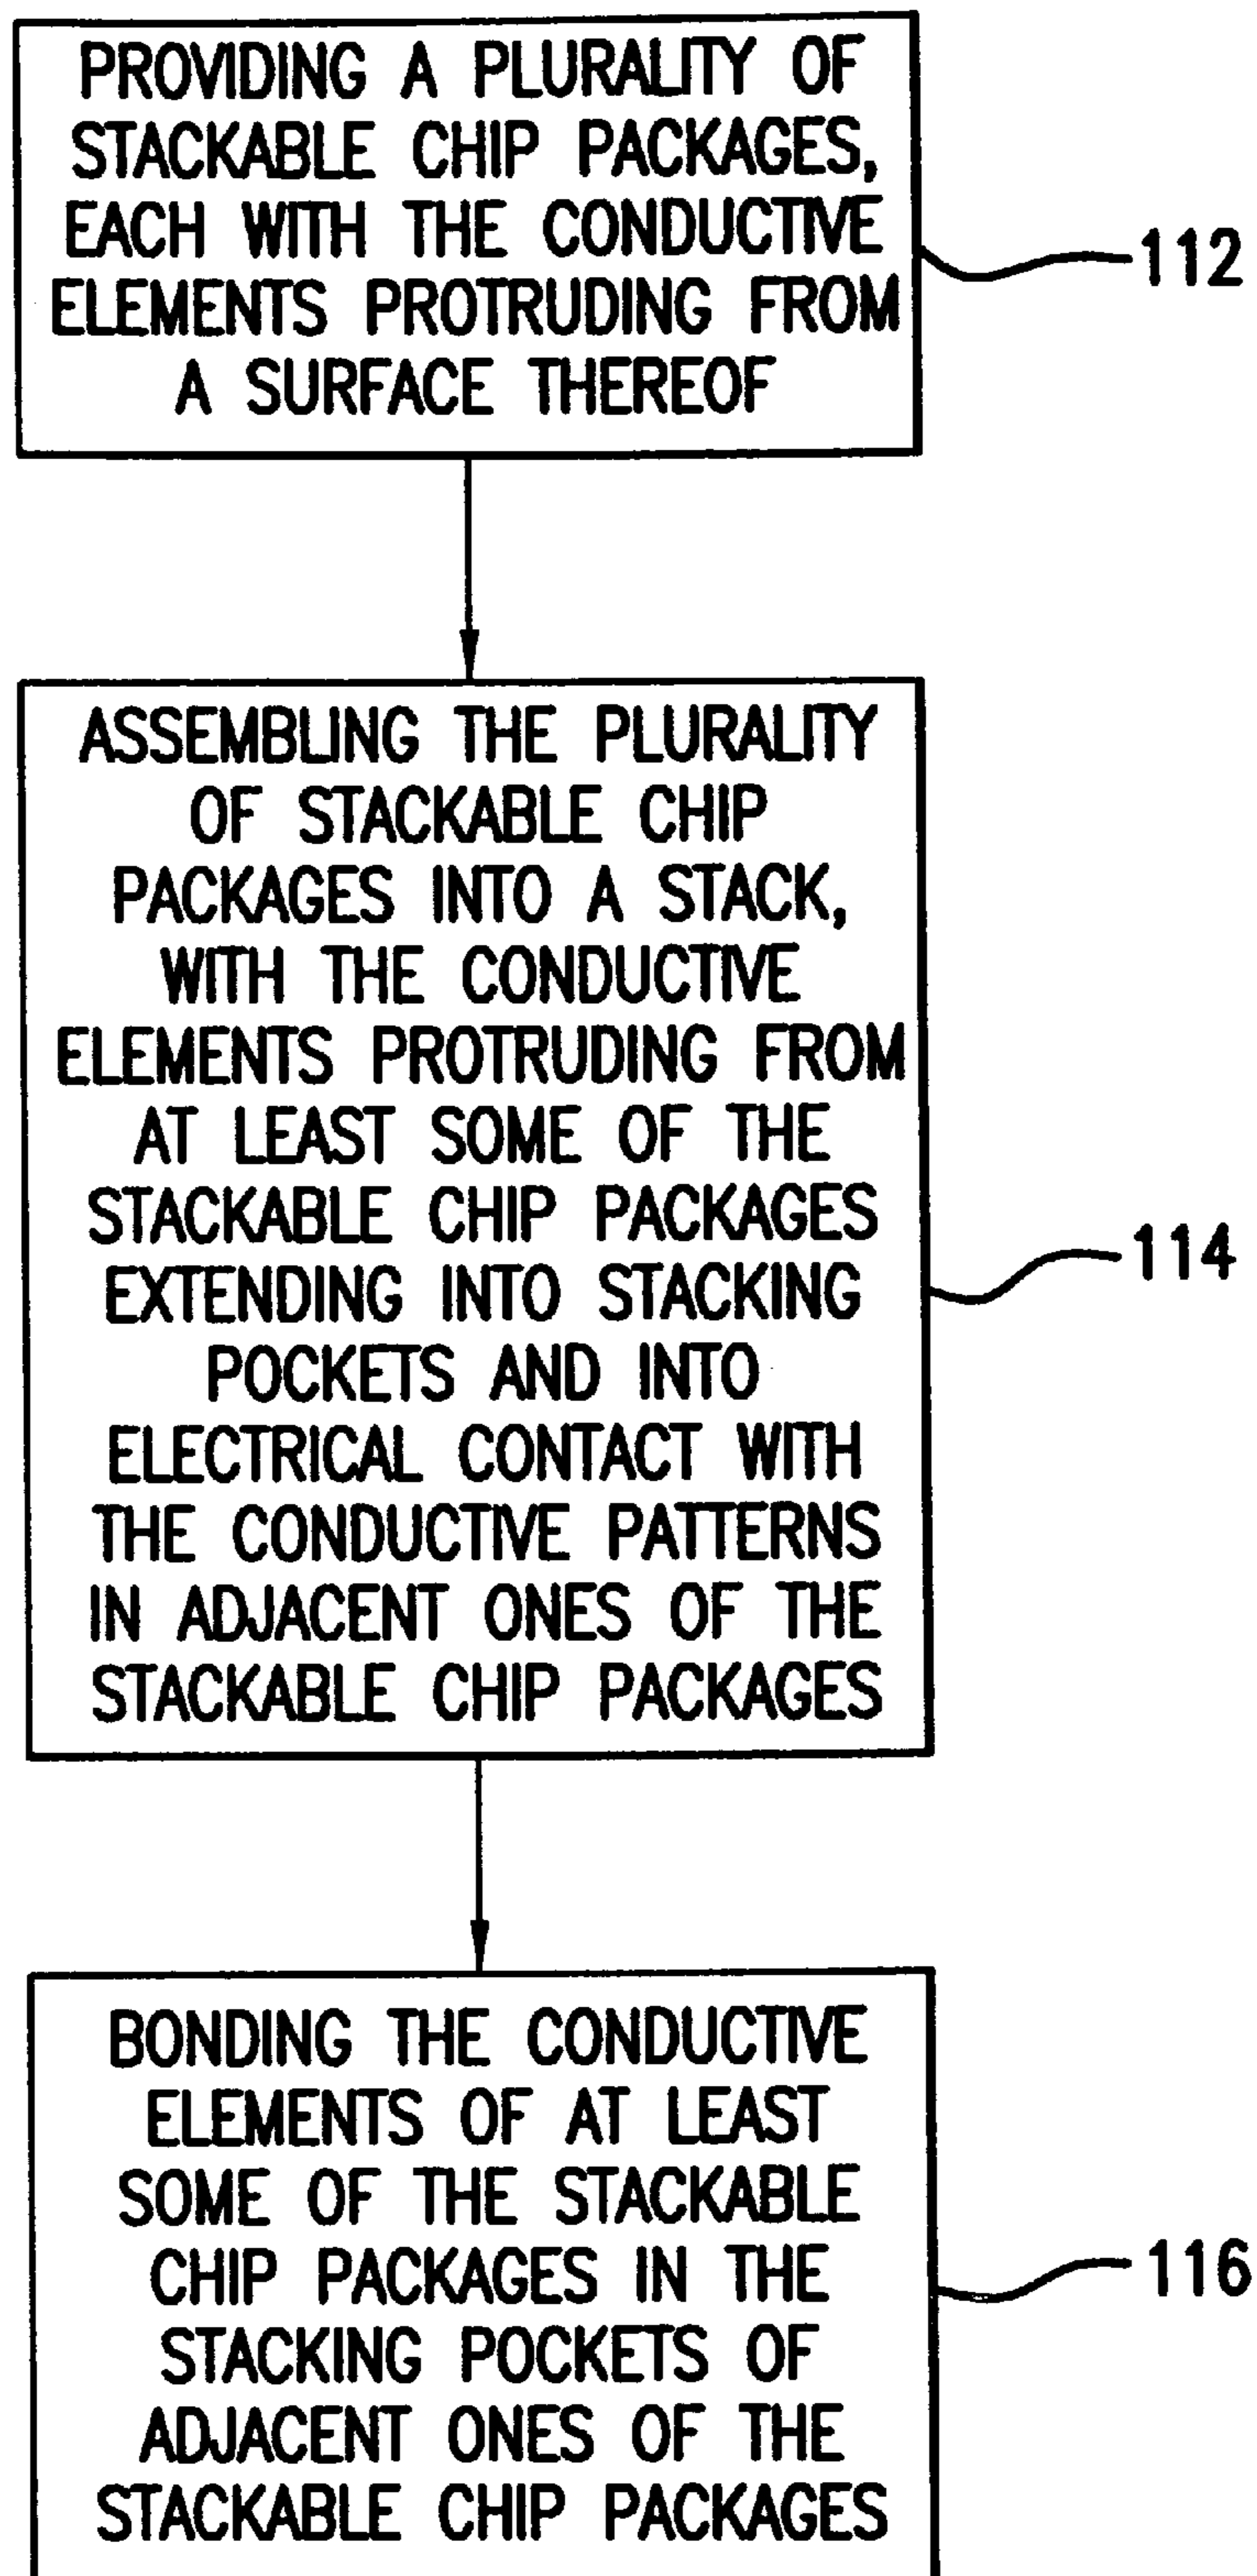 PROVIDING A PLURALITY OF
STACKABLE CHIP PACKAGES,
EACH WITH THE CONDUCTIVE
ELEMENTS PROTRUDING FROM
A SURFACE THEREOF
112
ASSEMBLING THE PLURALITY
OF STACKABLE CHIP
PACKAGES INTO A STACK,
WITH THE CONDUCTIVE
ELEMENTS PROTRUDING FROM
AT LEAST SOME OF THE
STACKABLE CHIP PACKAGES
EXTENDING INTO STACKING
POCKETS AND INTO
ELECTRICAL CONTACT WITH
THE CONDUCTIVE PATTERNS
IN ADJACENT ONES OF THE
STACKABLE CHIP PACKAGES
114
BONDING THE CONDUCTIVE
ELEMENTS OF AT LEAST
SOME OF THE STACKABLE
CHIP PACKAGES IN THE
STACKING POCKETS OF
ADJACENT ONES OF THE
STACKABLE CHIP PACKAGES
116